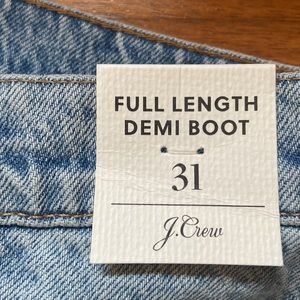 FULL LENGTH
DEMI BOOT
31
J.Crew